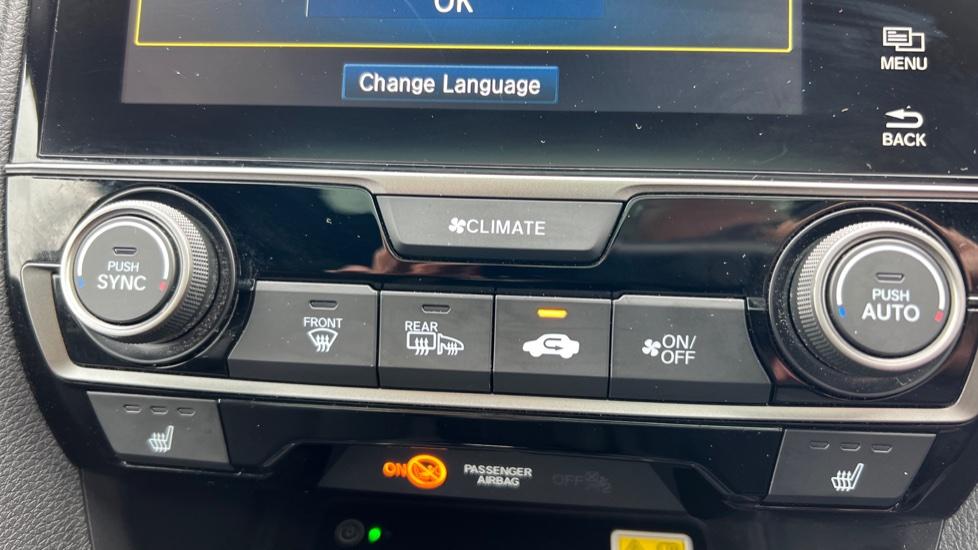 OK
MENU
Change Language
BACK
CLIMATE
PUSH
SYNC
PUSH
AUTO
FRONT
REAR
ON/
OFF
ON
PASSENGER
AIRBAG
OFF